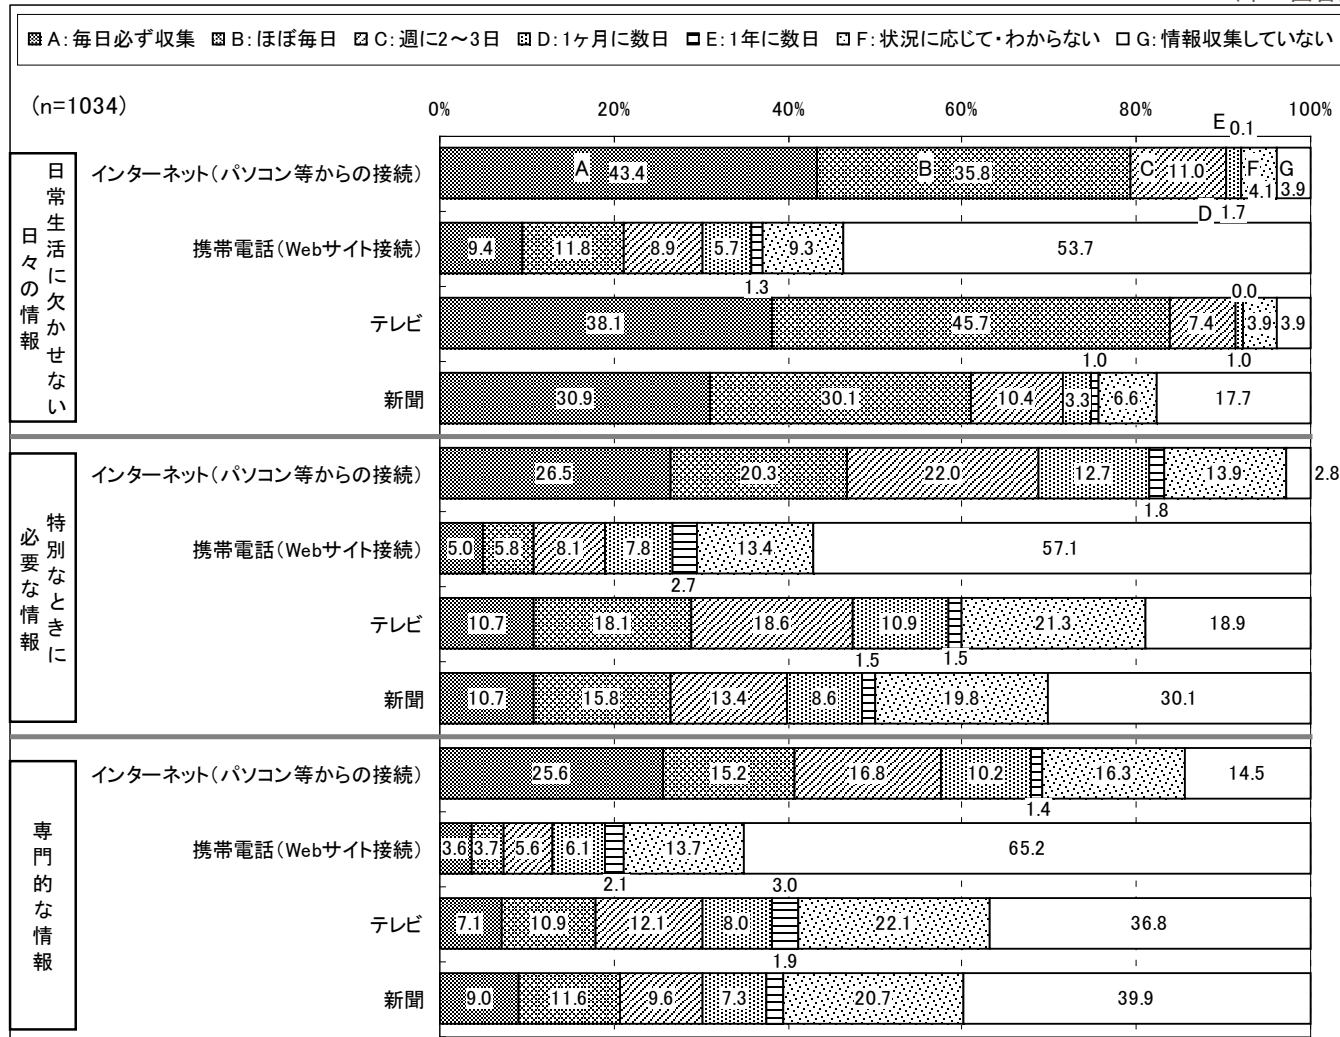 A：毎日必ず収集 B：ほぼ毎日 C：週に2～3日 D：1ヶ月に数日 E：1年に数日 F：状況に応じて・わからない G：情報収集していない
(n=1034)
0% 20% 40% 60% 80% 100%
E 0.1
日常生活に欠かせない
日々の情報
インターネット(パソコン等からの接続) A 43.4 B 35.8 C 11.0 F 4.1 G 3.9
D 1.7
携帯電話(Webサイト接続) 9.4 11.8 8.9 5.7 9.3 53.7
1.3 0.0
テレビ 38.1 45.7 7.4 3.9 3.9
1.0 1.0
新聞 30.9 30.1 10.4 3.3 6.6 17.7
特別なときに
必要な情報
インターネット(パソコン等からの接続) 26.5 20.3 22.0 12.7 13.9 2.8
1.8
携帯電話(Webサイト接続) 5.0 5.8 8.1 7.8 13.4 57.1
2.7
テレビ 10.7 18.1 18.6 10.9 21.3 18.9
1.5 1.5
新聞 10.7 15.8 13.4 8.6 19.8 30.1
専門的な情報
インターネット(パソコン等からの接続) 25.6 15.2 16.8 10.2 16.3 14.5
1.4
携帯電話(Webサイト接続) 3.6 3.7 5.6 6.1 13.7 65.2
2.1 3.0
テレビ 7.1 10.9 12.1 8.0 22.1 36.8
1.9
新聞 9.0 11.6 9.6 7.3 20.7 39.9